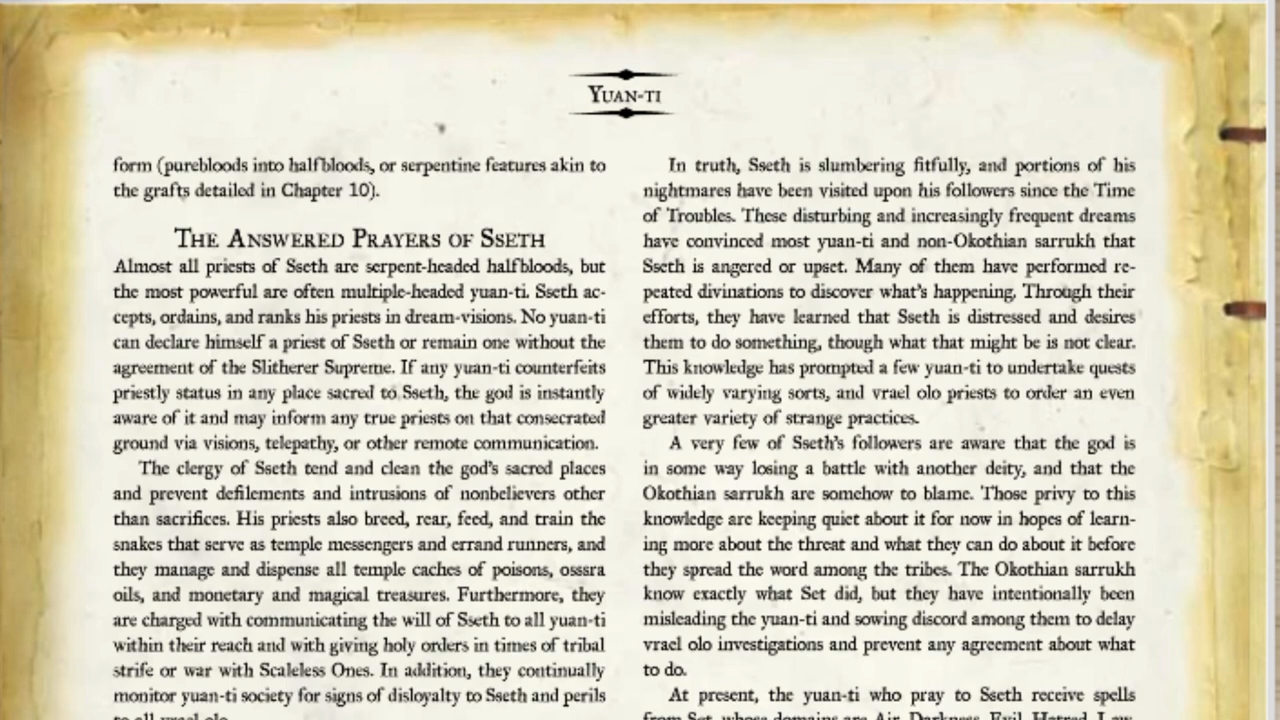 Yuan-ti
form (purebloods into halfbloods, or serpentine features akin to
the grafts detailed in Chapter 10).
The Answered Prayers of Sseth
Almost all priests of Sseth are serpent-headed halfbloods, but
the most powerful are often multiple-headed yuan-ti. Sseth ac-
cepts, ordains, and ranks his priests in dream-visions. No yuan-ti
can declare himself a priest of Sseth or remain one without the
agreement of the Slitherer Supreme. If any yuan-ti counterfeits
priestly status in any place sacred to Sseth, the god is instantly
aware of it and may inform any true priests on that consecrated
ground via visions, telepathy, or other remote communication.
The clergy of Sseth tend and clean the god's sacred places
and prevent defilements and intrusions of nonbelievers other
than sacrifices. His priests also breed, rear, feed, and train the
snakes that serve as temple messengers and errand runners, and
they manage and dispense all temple caches of poisons, osssra
oils, and monetary and magical treasures. Furthermore, they
are charged with communicating the will of Sseth to all yuan-ti
within their reach and with giving holy orders in times of tribal
strife or war with Scaleless Ones. In addition, they continually
monitor yuan-ti society for signs of disloyalty to Sseth and perils
to all vrael olo.
In truth, Sseth is slumbering fitfully, and portions of his
nightmares have been visited upon his followers since the Time
of Troubles. These disturbing and increasingly frequent dreams
have convinced most yuan-ti and non-Okothian sarrukh that
Sseth is angered or upset. Many of them have performed re-
peated divinations to discover what's happening. Through their
efforts, they have learned that Sseth is distressed and desires
them to do something, though what that might be is not clear.
This knowledge has prompted a few yuan-ti to undertake quests
of widely varying sorts, and vrael olo priests to order an even
greater variety of strange practices.
A very few of Sseth's followers are aware that the god is
in some way losing a battle with another deity, and that the
Okothian sarrukh are somehow to blame. Those privy to this
knowledge are keeping quiet about it for now in hopes of learn-
ing more about the threat and what they can do about it before
they spread the word among the tribes. The Okothian sarrukh
know exactly what Set did, but they have intentionally been
misleading the yuan-ti and sowing discord among them to delay
vrael olo investigations and prevent any agreement about what
to do.
At present, the yuan-ti who pray to Sseth receive spells
from Set, whose domains are Air, Darkness, Evil, Hatred, Law,